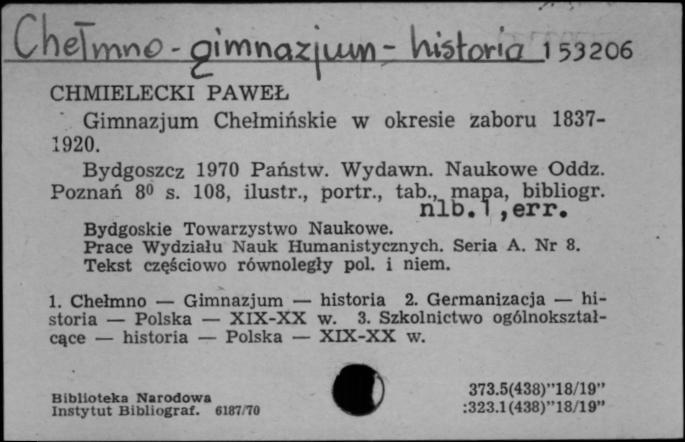 Chełmno - gimnazjum - historia 153206
CHMIELECKI PAWEŁ
Gimnazjum Chełmińskie w okresie zaboru 1837-
1920.
Bydgoszcz 1970 Państw. Wydawn. Naukowe Oddz.
Poznań 8⁰ s. 108, ilustr., portr., tab., mapa, bibliogr.
nlb. 1, err.
Bydgoskie Towarzystwo Naukowe.
Prace Wydziału Nauk Humanistycznych. Seria A. Nr 8.
Tekst częściowo równoległy pol. i niem.
1. Chełmno — Gimnazjum — historia 2. Germanizacja — hi-
storia — Polska — XIX-XX w. 3. Szkolnictwo ogólnokształ-
cące — historia — Polska — XIX-XX w.
Biblioteka Narodowa
Instytut Bibliograf. 6187/70
373.5(438)"18/19"
:323.1(438)"18/19"